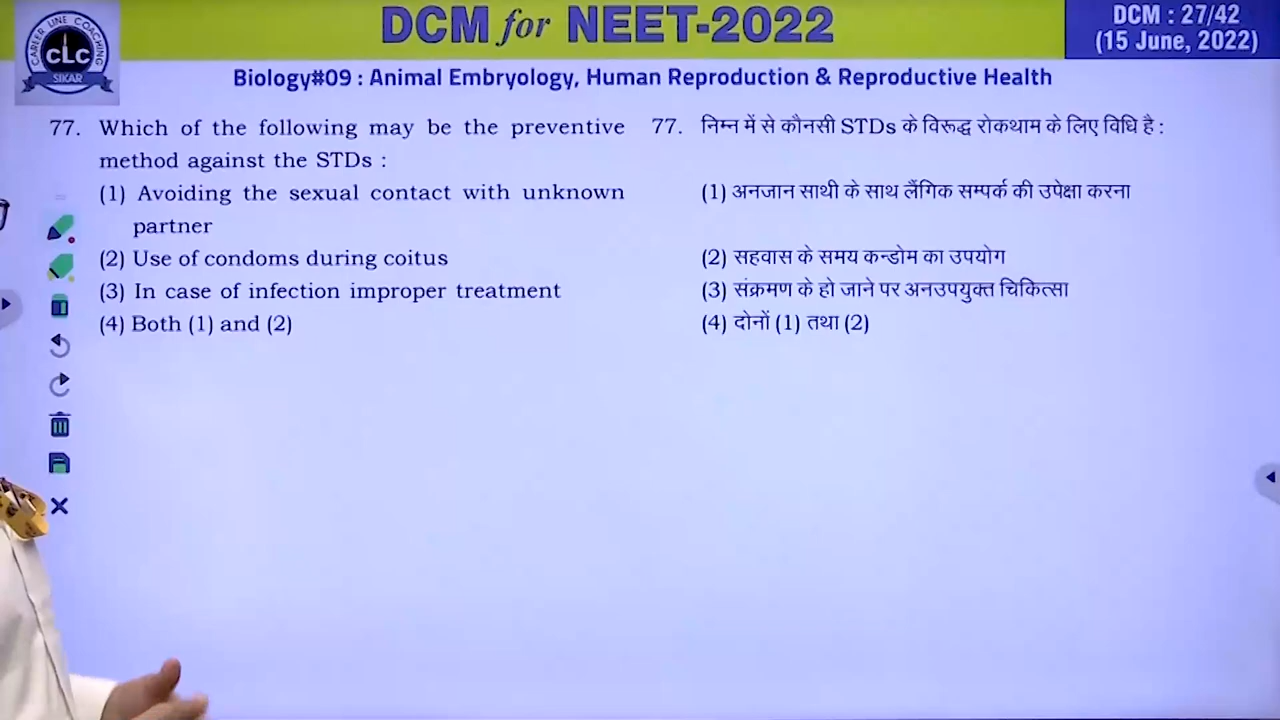 DCM for NEET-2022
DCM : 27/42
(15 June, 2022)
CAREER LINE COACHING
CLC
SIKAR
Biology#09 : Animal Embryology, Human Reproduction & Reproductive Health
77. Which of the following may be the preventive
method against the STDs :
(1) Avoiding the sexual contact with unknown
partner
(2) Use of condoms during coitus
(3) In case of infection improper treatment
(4) Both (1) and (2)
77. निम्न में से कौनसी STDs के विरूद्ध रोकथाम के लिए विधि है :
(1) अनजान साथी के साथ लैंगिक सम्पर्क की उपेक्षा करना
(2) सहवास के समय कन्डोम का उपयोग
(3) संक्रमण के हो जाने पर अनउपयुक्त चिकित्सा
(4) दोनों (1) तथा (2)